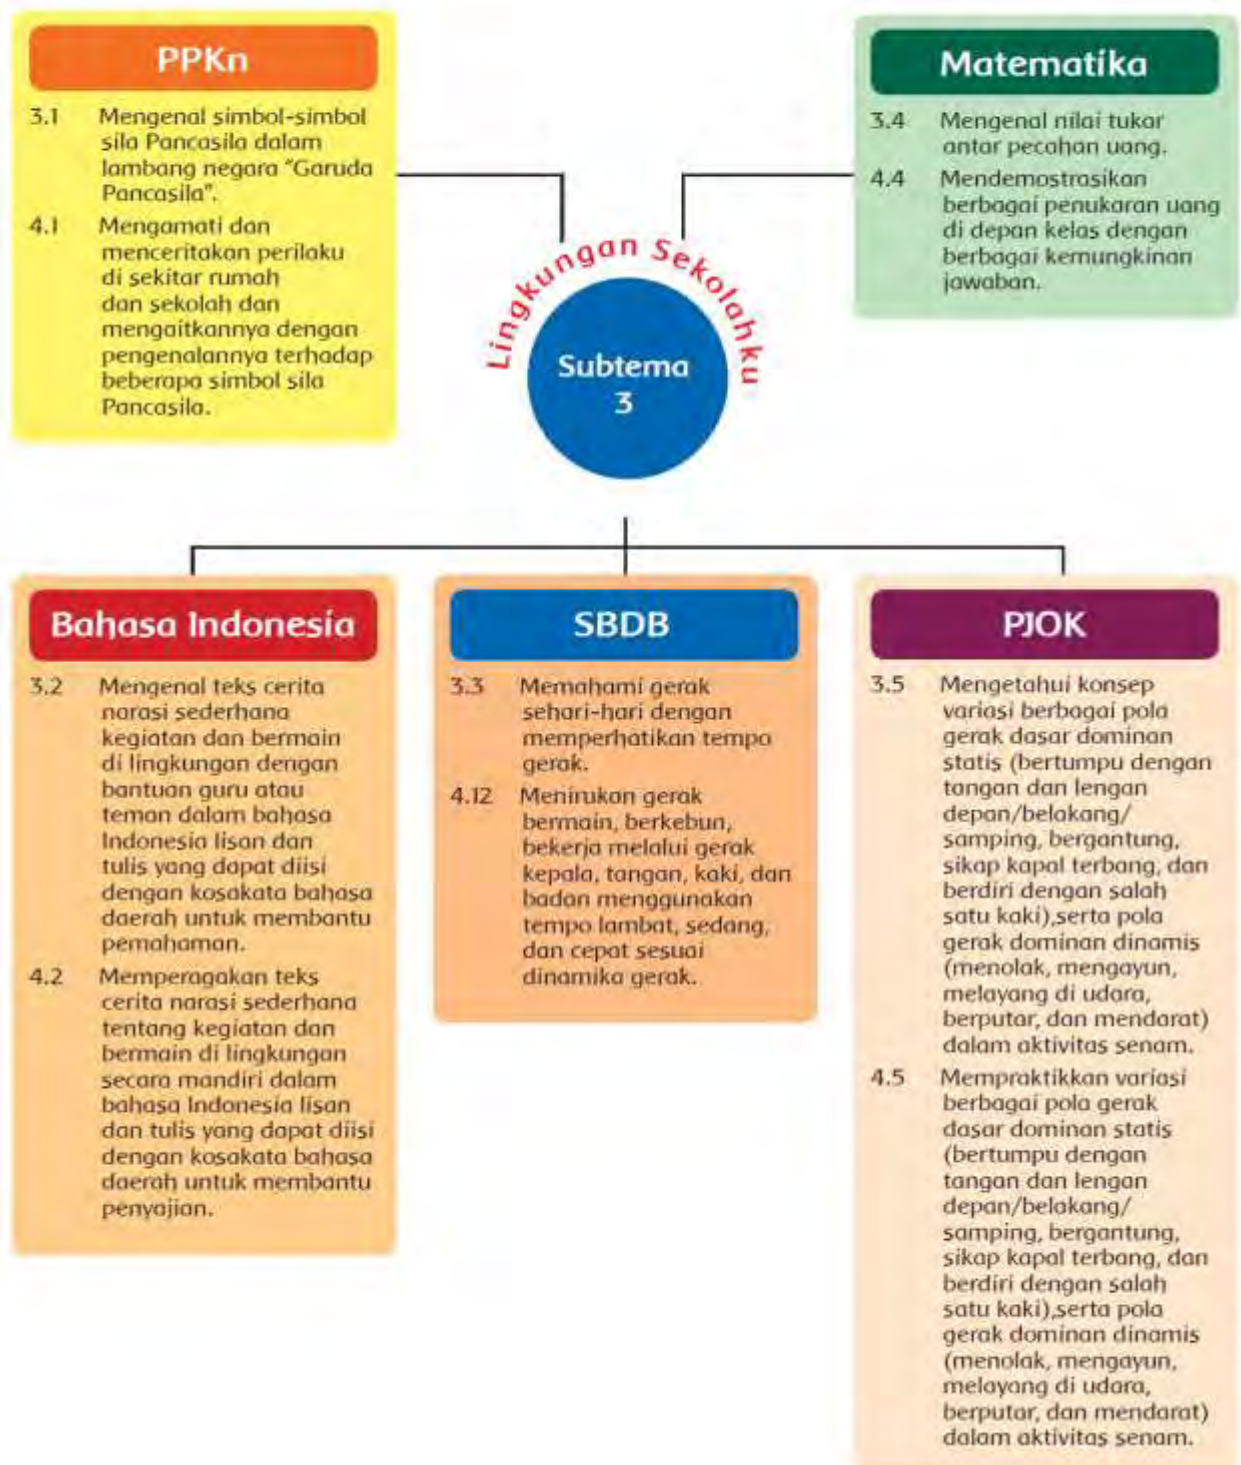 PPKn
3.1 Mengenal simbol-simbol
sila Pancasila dalam
lambang negara “Garuda
Pancasila”.
4.1 Mengamati dan
menceritakan perilaku
di sekitar rumah
dan sekolah dan
mengaitkannya dengan
pengenalannya terhadap
beberapa simbol sila
Pancasila.
Matematika
3.4 Mengenal nilai tukar
antar pecahan uang.
4.4 Mendemostrasikan
berbagai penukaran uang
di depan kelas dengan
berbagai kemungkinan
jawaban.
Lingkungan Sekolahku
Subtema
3
Bahasa Indonesia
3.2 Mengenal teks cerita
narasi sederhana
kegiatan dan bermain
di lingkungan dengan
bantuan guru atau
teman dalam bahasa
Indonesia lisan dan
tulis yang dapat diisi
dengan kosakata bahasa
daerah untuk membantu
pemahaman.
4.2 Memperagakan teks
cerita narasi sederhana
tentang kegiatan dan
bermain di lingkungan
secara mandiri dalam
bahasa Indonesia lisan
dan tulis yang dapat diisi
dengan kosakata bahasa
daerah untuk membantu
penyajian.
SBDB
3.3 Memahami gerak
sehari-hari dengan
memperhatikan tempo
gerak.
4.12 Menirukan gerak
bermain, berkebun,
bekerja melalui gerak
kepala, tangan, kaki, dan
badan menggunakan
tempo lambat, sedang,
dan cepat sesuai
dinamika gerak.
PJOK
3.5 Mengetahui konsep
variasi berbagai pola
gerak dasar dominan
statis (bertumpu dengan
tangan dan lengan
depan/belakang/
samping, bergantung,
sikap kapal terbang, dan
berdiri dengan salah
satu kaki),serta pola
gerak dominan dinamis
(menolak, mengayun,
melayang di udara,
berputar, dan mendarat)
dalam aktivitas senam.
4.5 Mempraktikkan variasi
berbagai pola gerak
dasar dominan statis
(bertumpu dengan
tangan dan lengan
depan/belakang/
samping, bergantung,
sikap kapal terbang, dan
berdiri dengan salah
satu kaki),serta pola
gerak dominan dinamis
(menolak, mengayun,
melayang di udara,
berputar, dan mendarat)
dalam aktivitas senam.